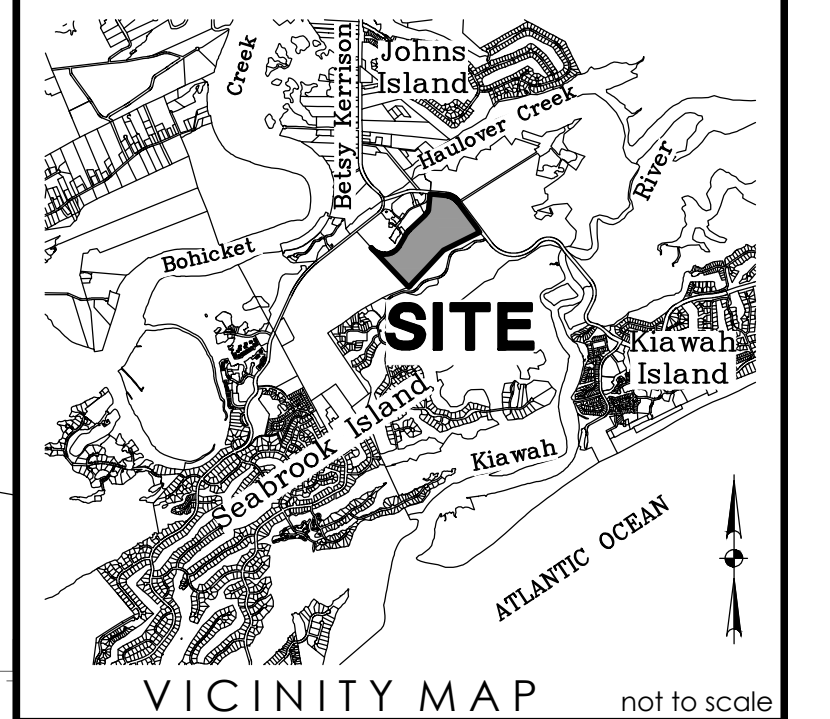 Creek
Betsy Kerrison
Johns
Island
Haulover Creek
River
Bohicket
SITE
Kiawah
Island
Seabrook Island
Kiawah
ATLANTIC OCEAN
VICINITY MAP
not to scale